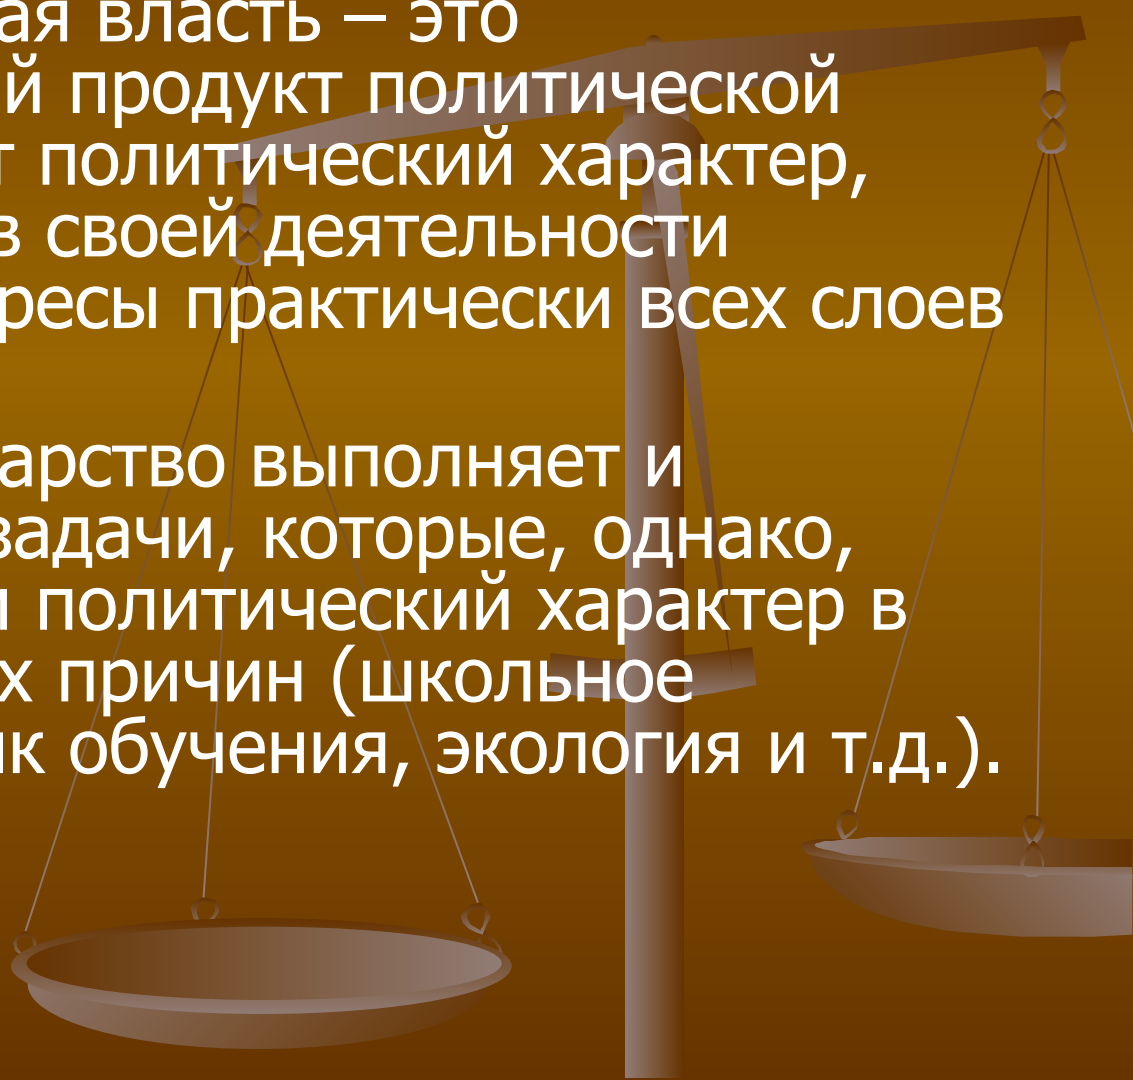 ая власть – это
й продукт политической
т политический характер,
в своей деятельности
ресы практически всех слоев
арство выполняет и
задачи, которые, однако,
и политический характер в
х причин (школьное
ик обучения, экология и т.д.).